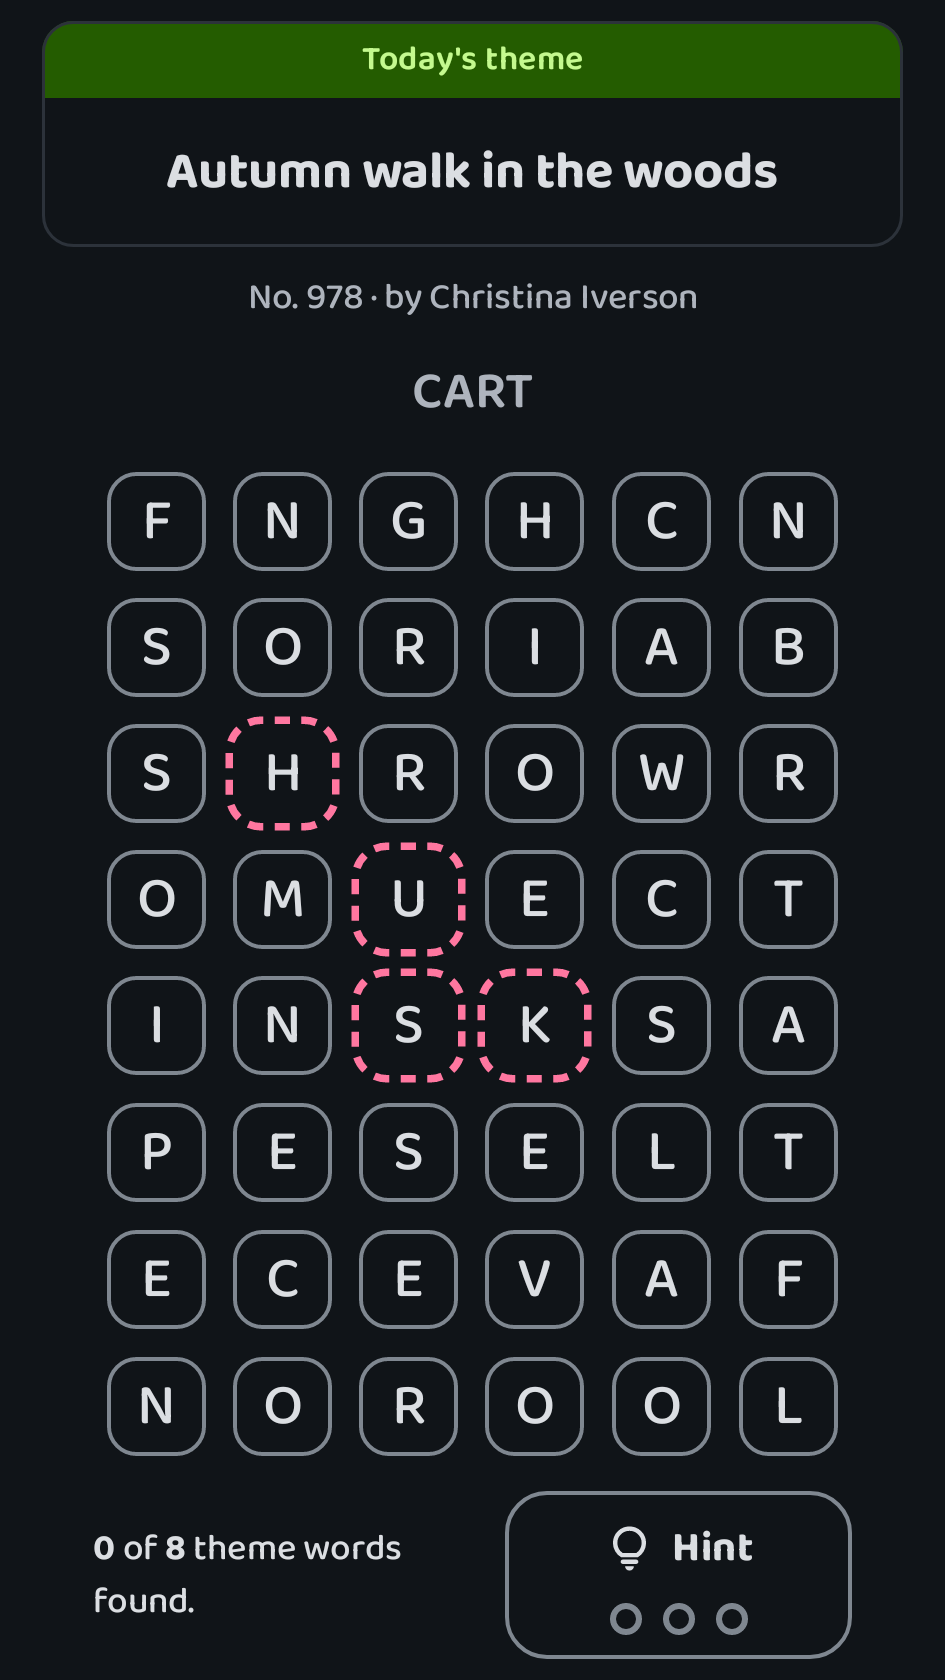 Today's theme
Autumn walk in the woods
No. 978 · by Christina Iverson
CART
F N G H C N
S O R I A B
S H R O W R
O M U E C T
I N S K S A
P E S E L T
E C E V A F
N O R O O L
0 of 8 theme words found.
Hint